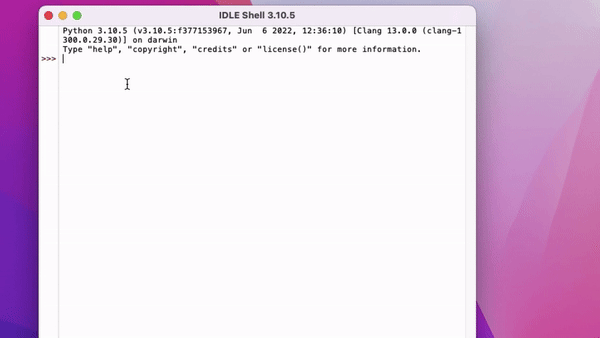 IDLE Shell 3.10.5
Python 3.10.5 (v3.10.5:f377153967, Jun  6 2022, 12:36:10) [Clang 13.0.0 (clang-1
300.0.29.30)] on darwin
Type "help", "copyright", "credits" or "license()" for more information.
>>>